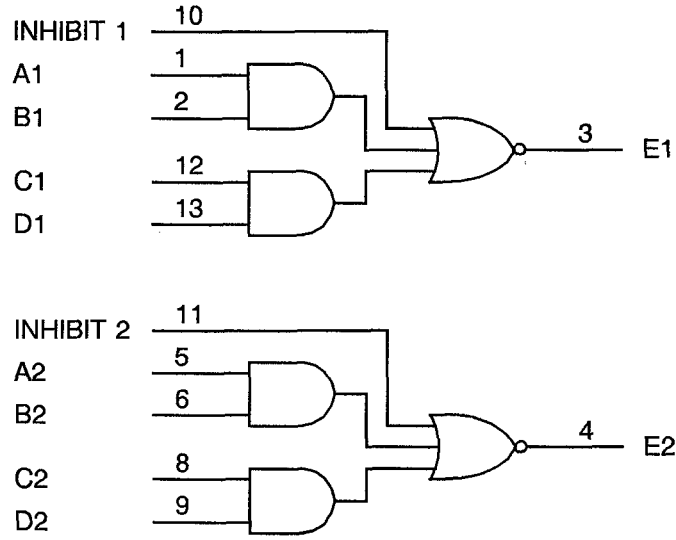 INHIBIT 1 10
A1 1
B1 2
3 E1
C1 12
D1 13
INHIBIT 2 11
A2 5
B2 6
4 E2
C2 8
D2 9